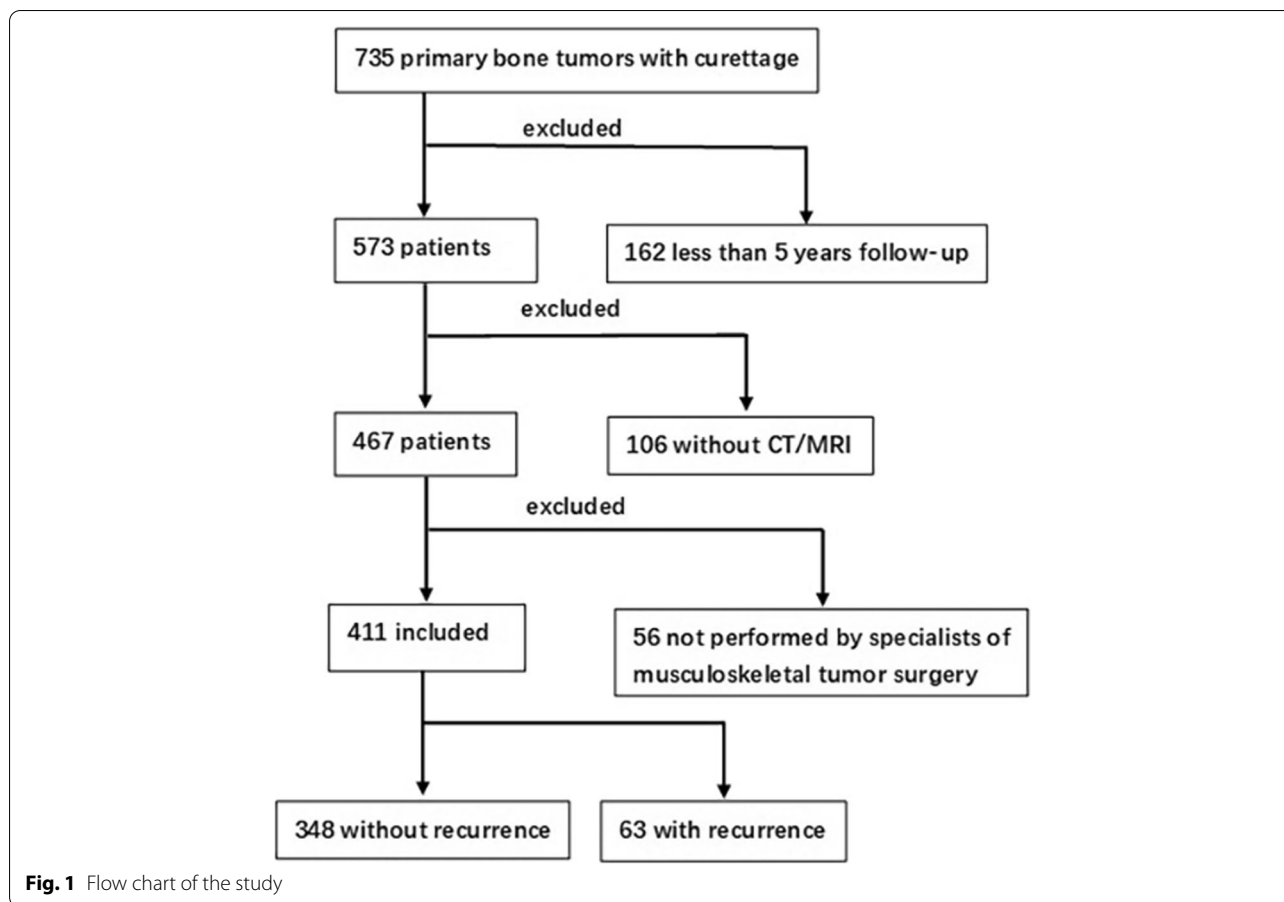 735 primary bone tumors with curettage
excluded
573 patients
162 less than 5 years follow-up
excluded
467 patients
106 without CT/MRI
excluded
411 included
56 not performed by specialists of
musculoskeletal tumor surgery
348 without recurrence
63 with recurrence
Fig. 1 Flow chart of the study